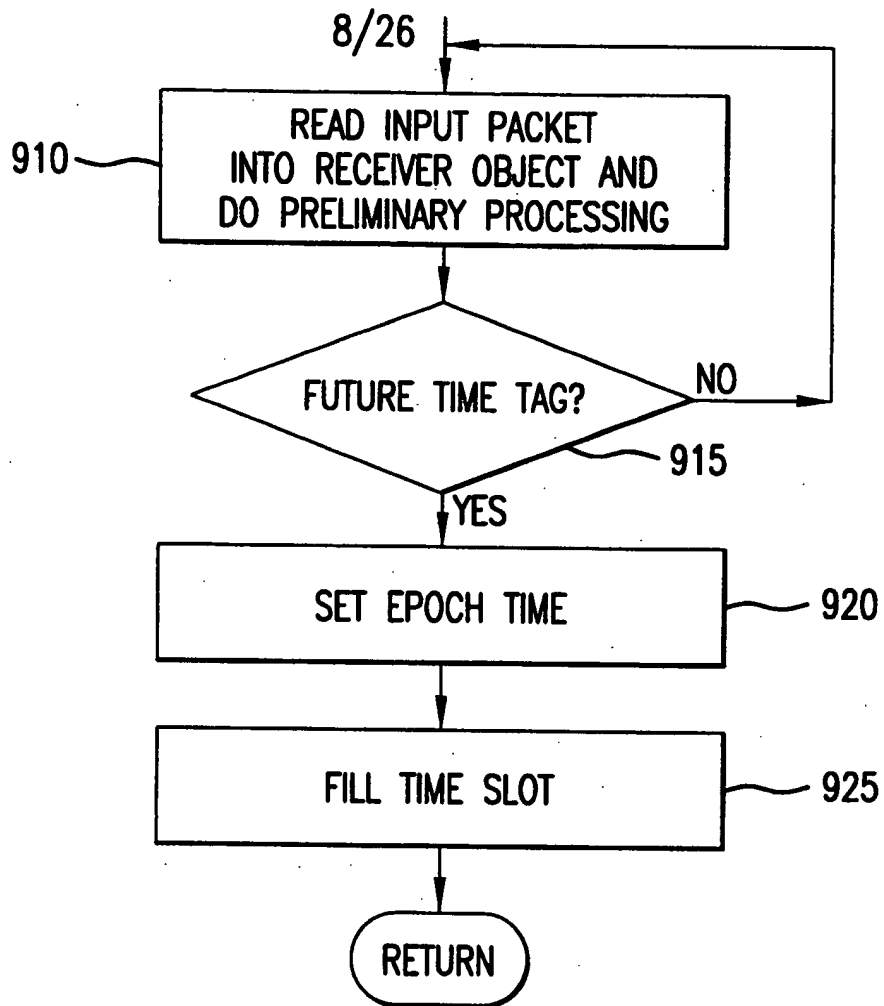 8/26
910
READ INPUT PACKET
INTO RECEIVER OBJECT AND
DO PRELIMINARY PROCESSING
FUTURE TIME TAG?
NO
915
YES
SET EPOCH TIME
920
FILL TIME SLOT
925
RETURN